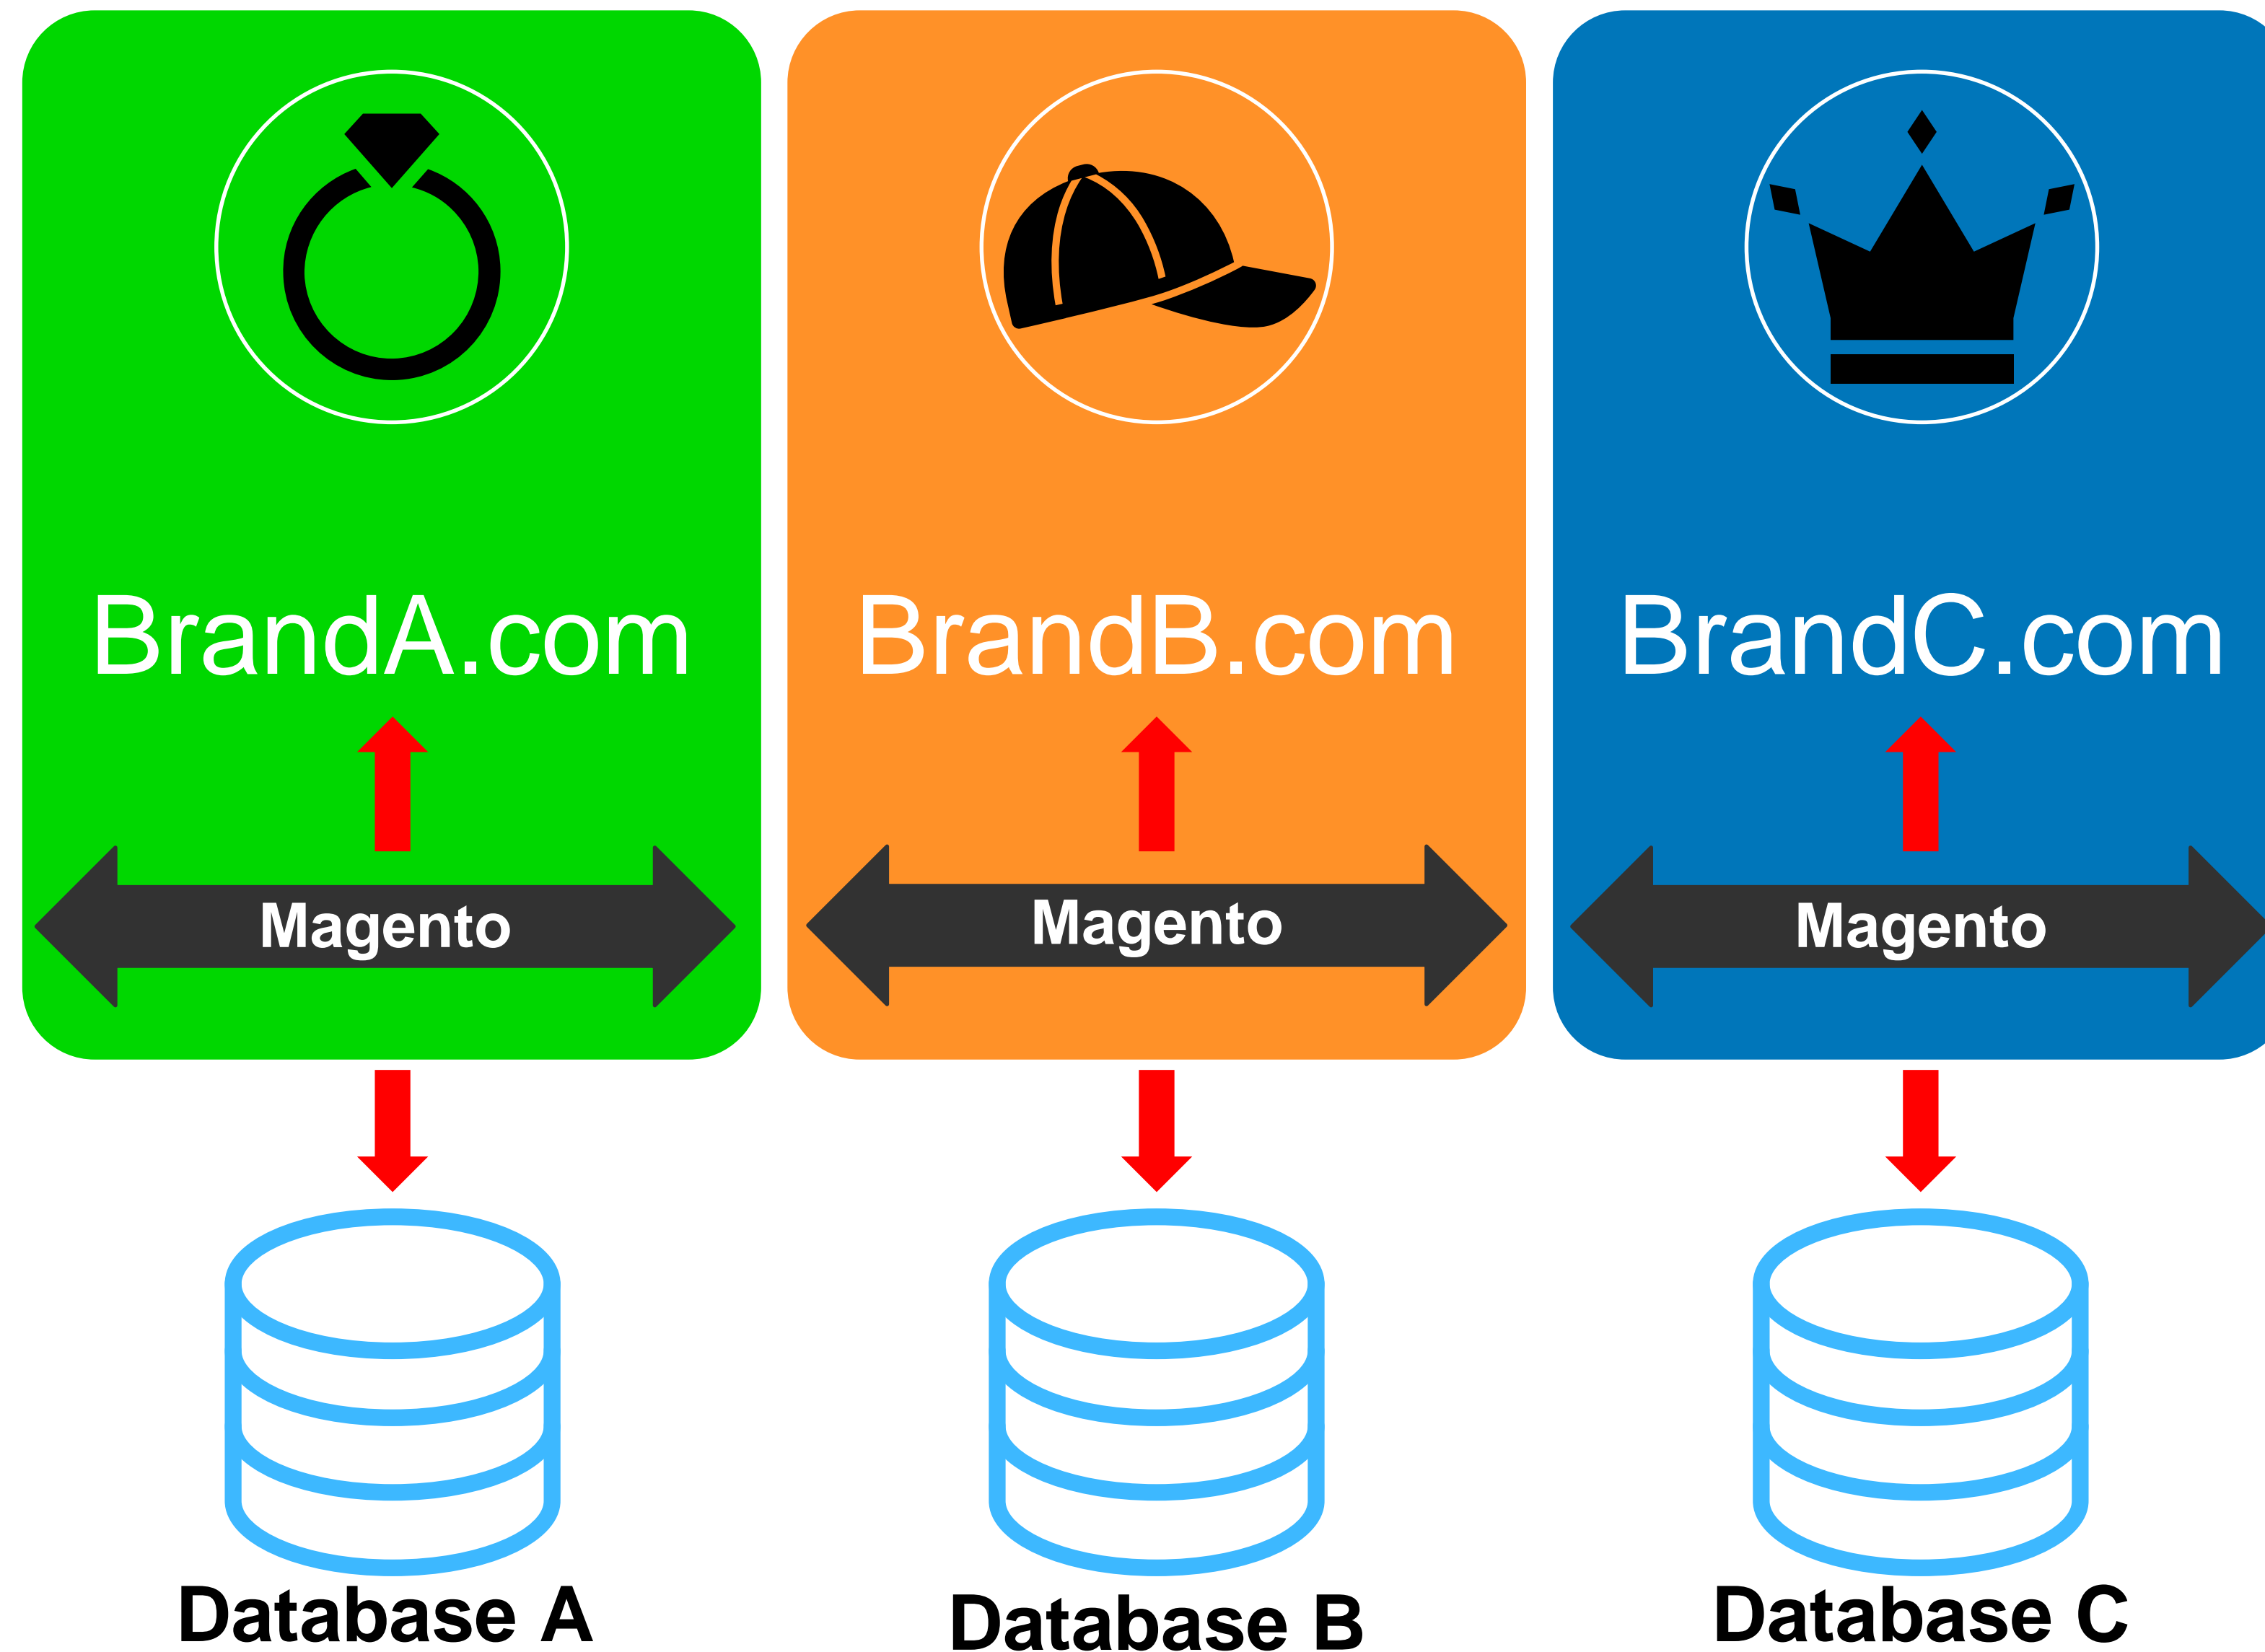 BrandA.com
BrandB.com
BrandC.com
Magento
Magento
Magento
Database A
Database B
Database C